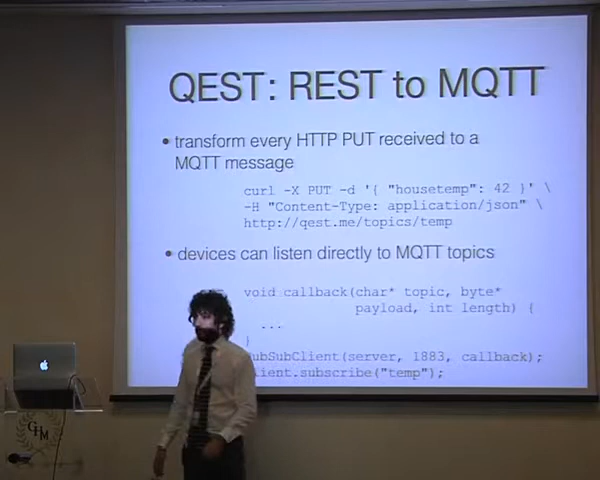 QEST: REST to MQTT
• transform every HTTP PUT received to a
MQTT message
curl -X PUT -d '{ "housetemp": 42 }' \
-H "Content-Type: application/json" \
http://qest.me/topics/temp
• devices can listen directly to MQTT topics
void callback(char* topic, byte*
payload, int length) {
...
}
ubSubClient(server, 1883, callback);
lient.subscribe("temp");
GHM